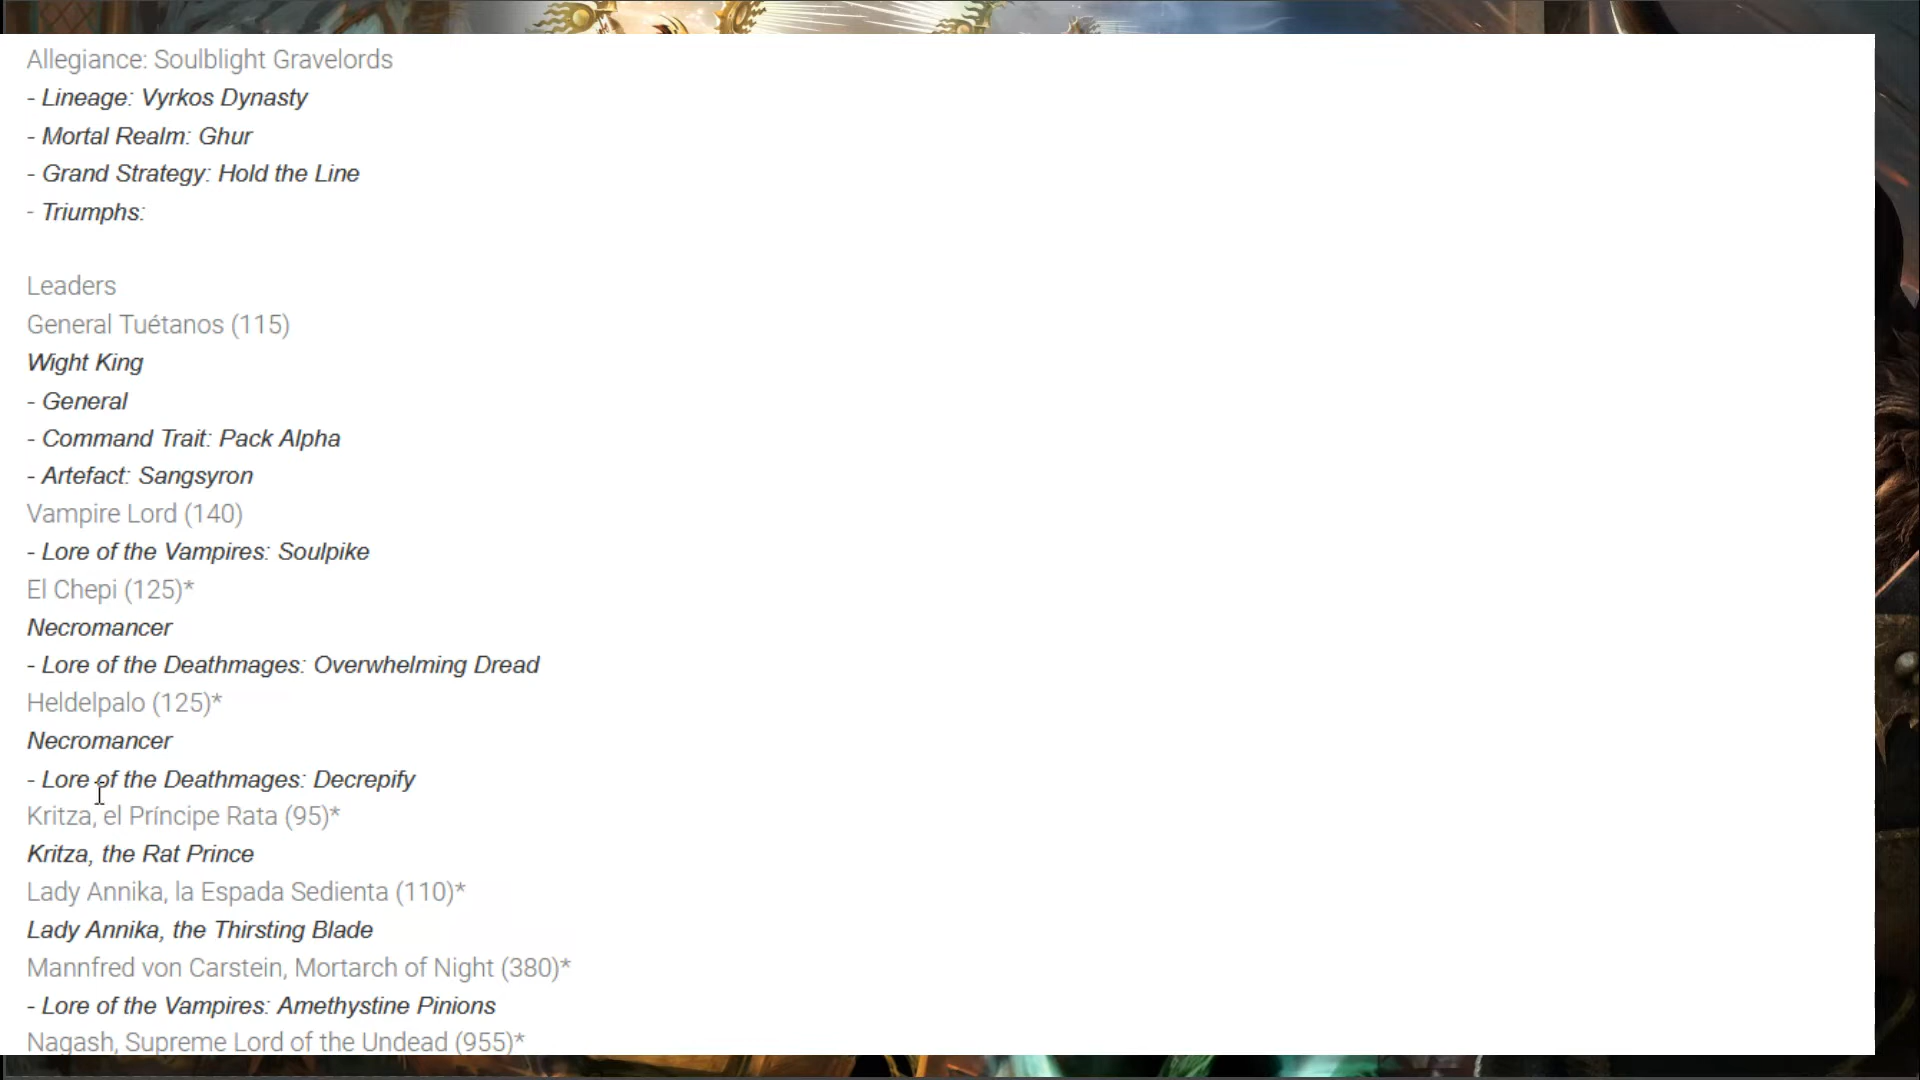 Allegiance: Soulblight Gravelords
- Lineage: Vyrkos Dynasty
- Mortal Realm: Ghur
- Grand Strategy: Hold the Line
- Triumphs:
Leaders
General Tuétanos (115)
Wight King
- General
- Command Trait: Pack Alpha
- Artefact: Sangsyron
Vampire Lord (140)
- Lore of the Vampires: Soulpike
El Chepi (125)*
Necromancer
- Lore of the Deathmages: Overwhelming Dread
Heldelpalo (125)*
Necromancer
- Lore of the Deathmages: Decrepify
Kritza, el Príncipe Rata (95)*
Kritza, the Rat Prince
Lady Annika, la Espada Sedienta (110)*
Lady Annika, the Thirsting Blade
Mannfred von Carstein, Mortarch of Night (380)*
- Lore of the Vampires: Amethystine Pinions
Nagash, Supreme Lord of the Undead (955)*